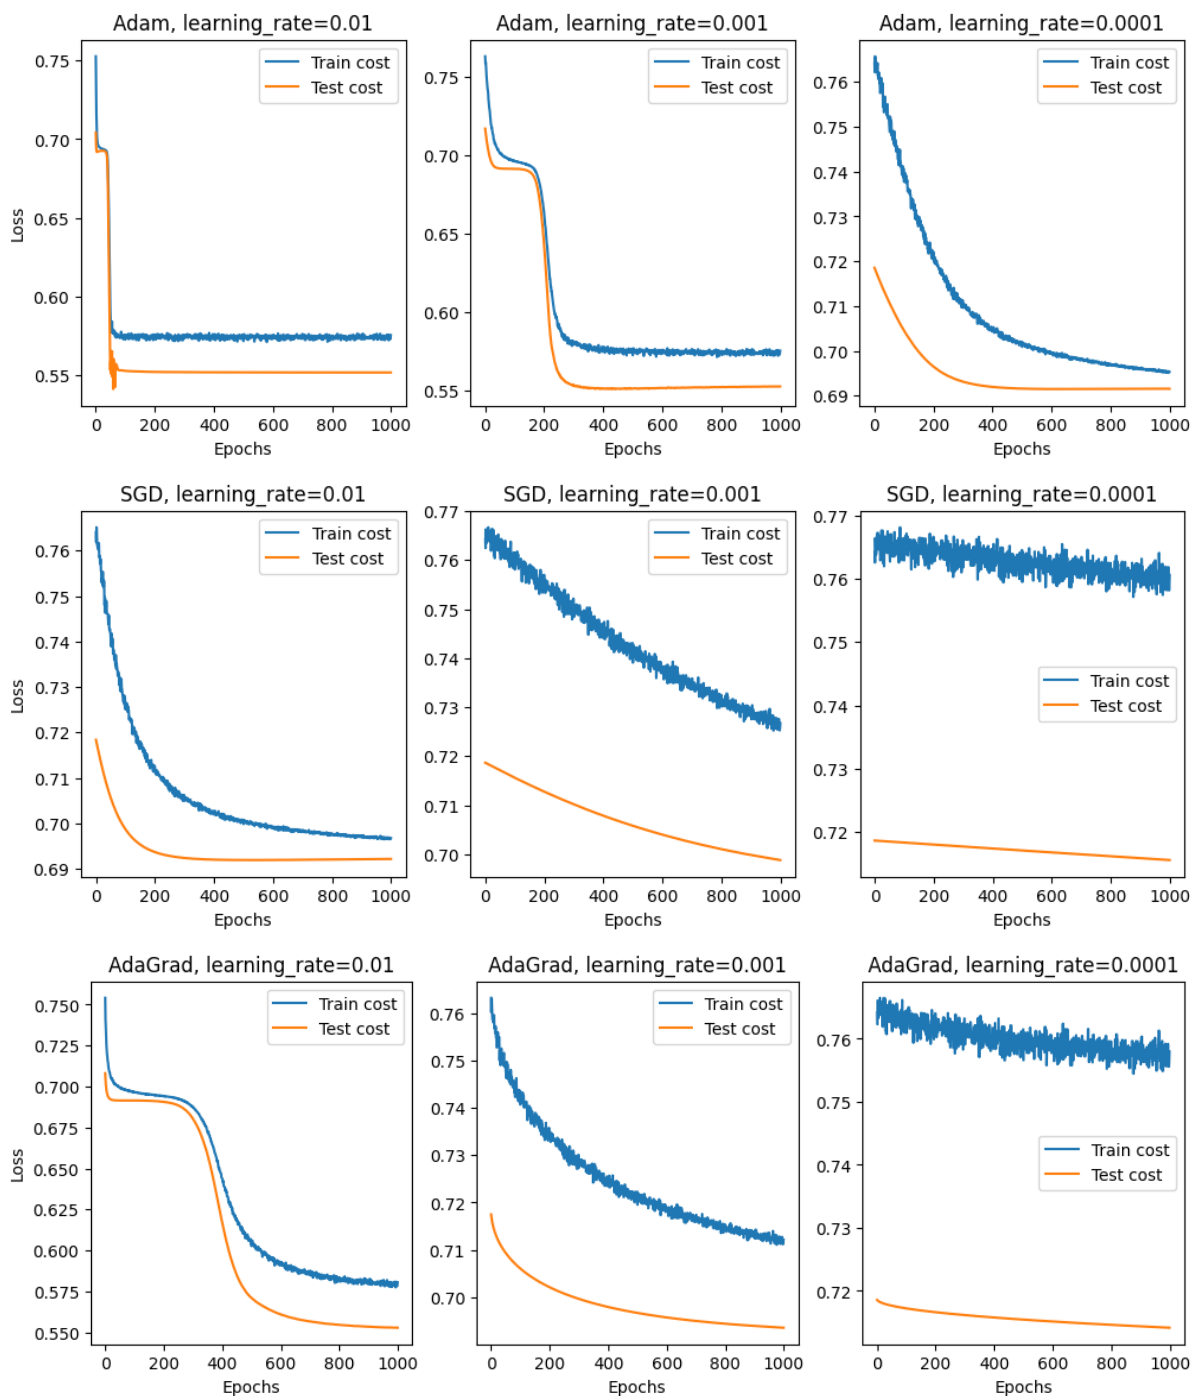 Adam, learning_rate=0.01
Adam, learning_rate=0.001
Adam, learning_rate=0.0001
Loss
0.75
0.70
0.65
0.60
0.55
Train cost
Test cost
0 200 400 600 800 1000
Epochs
0.75
0.70
0.65
0.60
0.55
Train cost
Test cost
0 200 400 600 800 1000
Epochs
0.76
0.75
0.74
0.73
0.72
0.71
0.70
0.69
Train cost
Test cost
0 200 400 600 800 1000
Epochs
SGD, learning_rate=0.01
SGD, learning_rate=0.001
SGD, learning_rate=0.0001
Loss
0.76
0.75
0.74
0.73
0.72
0.71
0.70
0.69
Train cost
Test cost
0 200 400 600 800 1000
Epochs
0.77
0.76
0.75
0.74
0.73
0.72
0.71
0.70
Train cost
Test cost
0 200 400 600 800 1000
Epochs
0.77
0.76
0.75
0.74
0.73
0.72
Train cost
Test cost
0 200 400 600 800 1000
Epochs
AdaGrad, learning_rate=0.01
AdaGrad, learning_rate=0.001
AdaGrad, learning_rate=0.0001
Loss
0.750
0.725
0.700
0.675
0.650
0.625
0.600
0.575
0.550
Train cost
Test cost
0 200 400 600 800 1000
Epochs
0.76
0.75
0.74
0.73
0.72
0.71
0.70
Train cost
Test cost
0 200 400 600 800 1000
Epochs
0.76
0.75
0.74
0.73
0.72
Train cost
Test cost
0 200 400 600 800 1000
Epochs